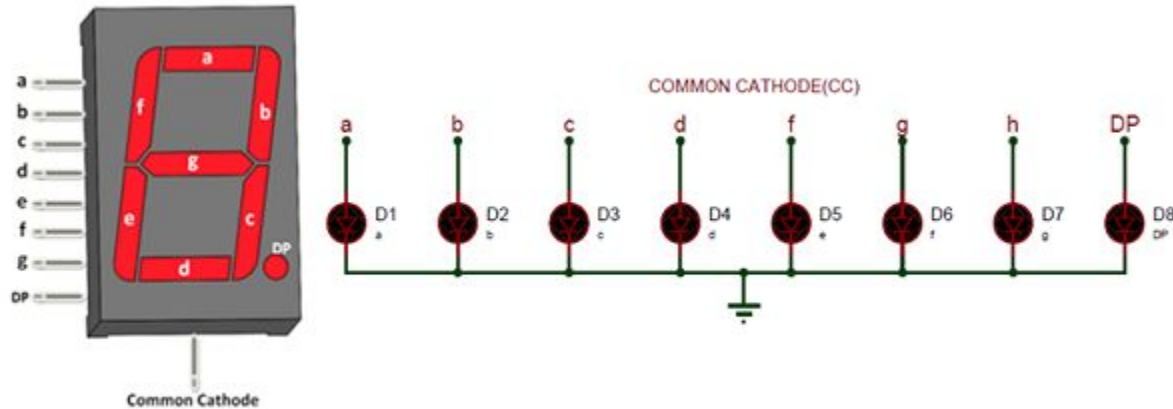 a
b
c
d
e
f
g
DP
a
f
b
g
e
c
DP
d
Common Cathode
COMMON CATHODE(CC)
a b c d f g h DP
D1 D2 D3 D4 D5 D6 D7 D8
a b c d e f g DP